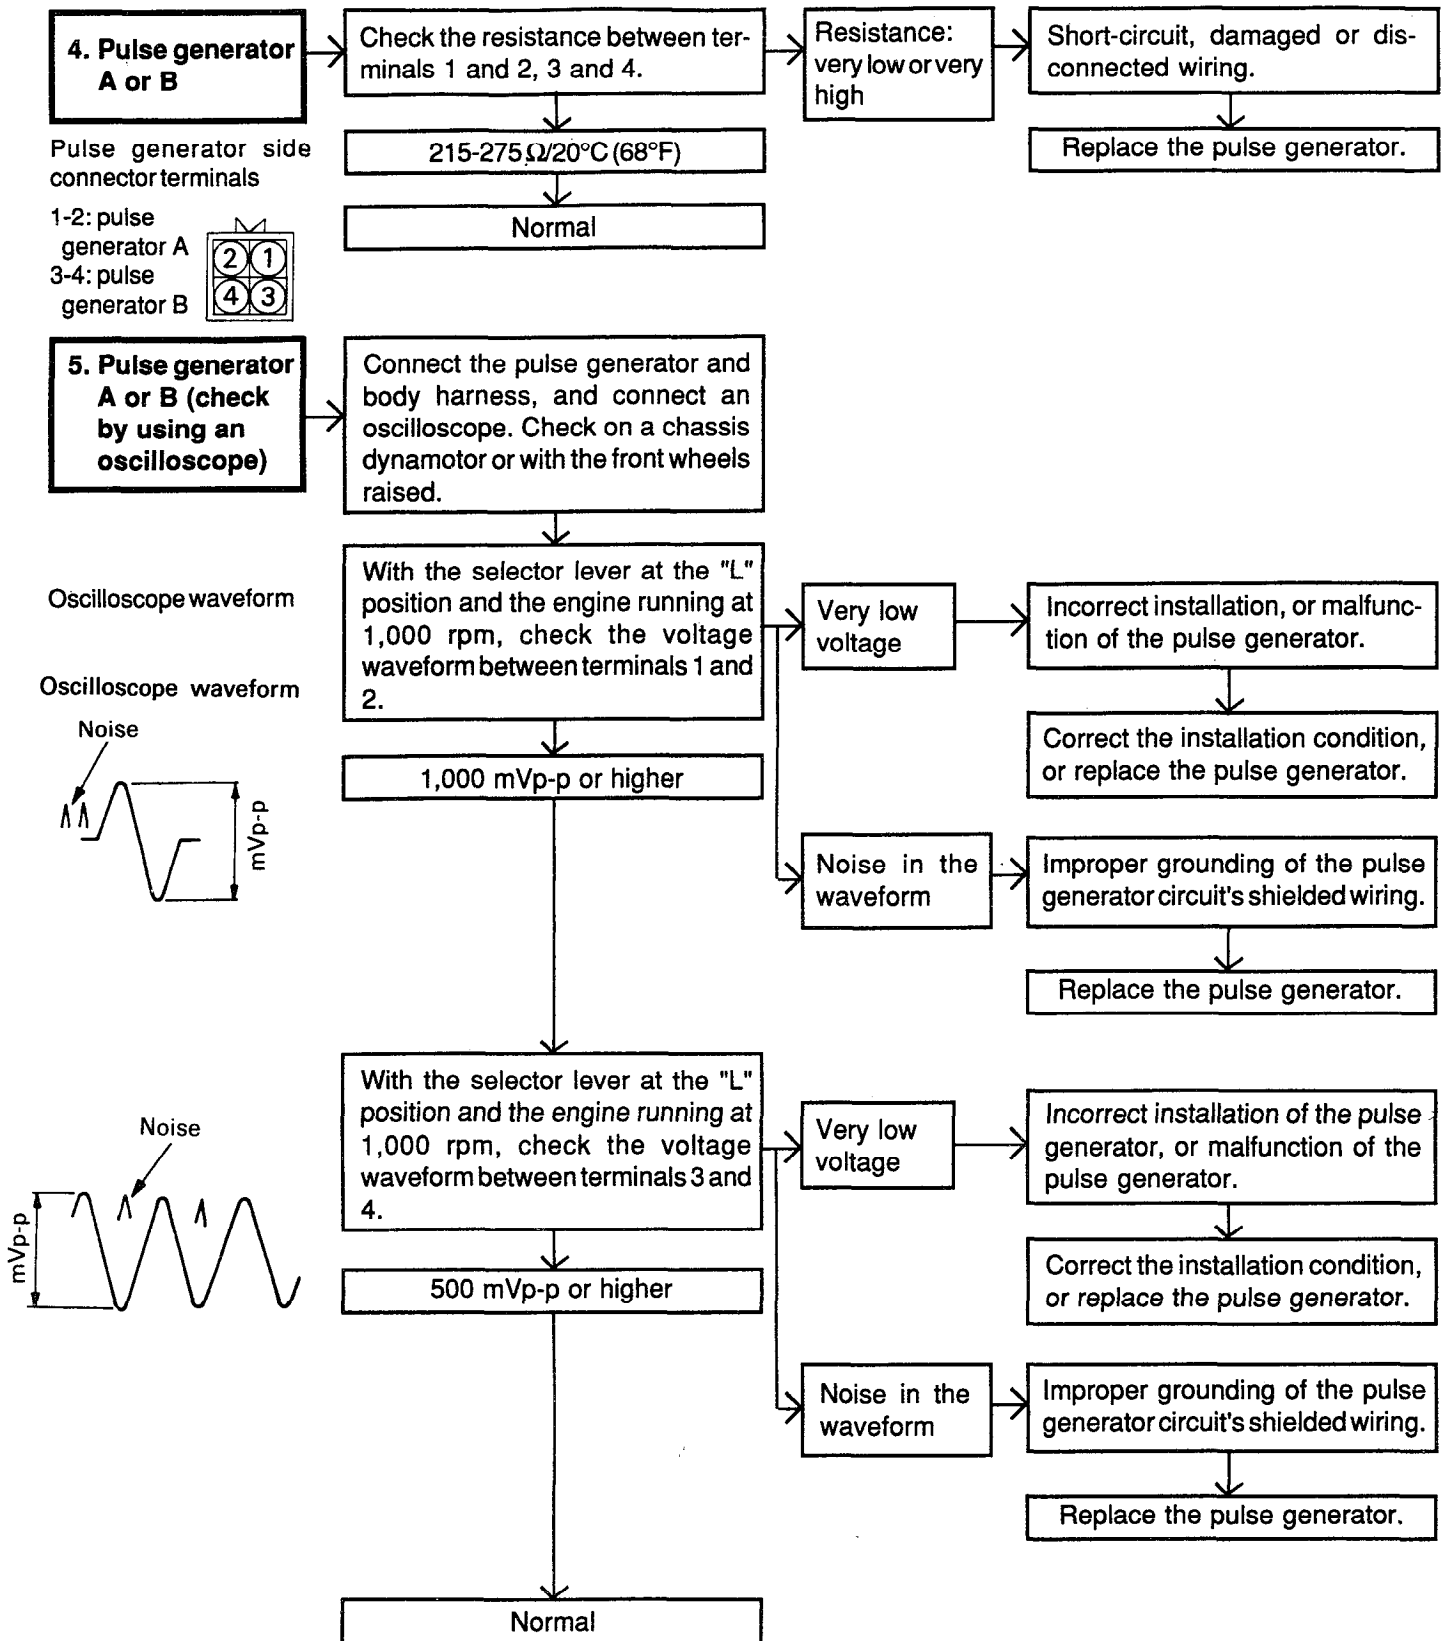 4. Pulse generator
A or B
Check the resistance between ter-
minals 1 and 2, 3 and 4.
Resistance:
very low or very
high
Short-circuit, damaged or dis-
connected wiring.
Replace the pulse generator.
215-275Ω/20°C (68°F)
Normal
Pulse generator side
connector terminals
1-2: pulse
generator A
3-4: pulse
generator B
2 1
4 3
5. Pulse generator
A or B (check
by using an
oscilloscope)
Connect the pulse generator and
body harness, and connect an
oscilloscope. Check on a chassis
dynamotor or with the front wheels
raised.
Oscilloscope waveform
With the selector lever at the "L"
position and the engine running at
1,000 rpm, check the voltage
waveform between terminals 1 and
2.
Very low
voltage
Incorrect installation, or malfunc-
tion of the pulse generator.
Correct the installation condition,
or replace the pulse generator.
Oscilloscope waveform
Noise
mVp-p
1,000 mVp-p or higher
Noise in the
waveform
Improper grounding of the pulse
generator circuit's shielded wiring.
Replace the pulse generator.
With the selector lever at the "L"
position and the engine running at
1,000 rpm, check the voltage
waveform between terminals 3 and
4.
Very low
voltage
Incorrect installation of the pulse
generator, or malfunction of the
pulse generator.
Correct the installation condition,
or replace the pulse generator.
Noise
mVp-p
500 mVp-p or higher
Noise in the
waveform
Improper grounding of the pulse
generator circuit's shielded wiring.
Replace the pulse generator.
Normal